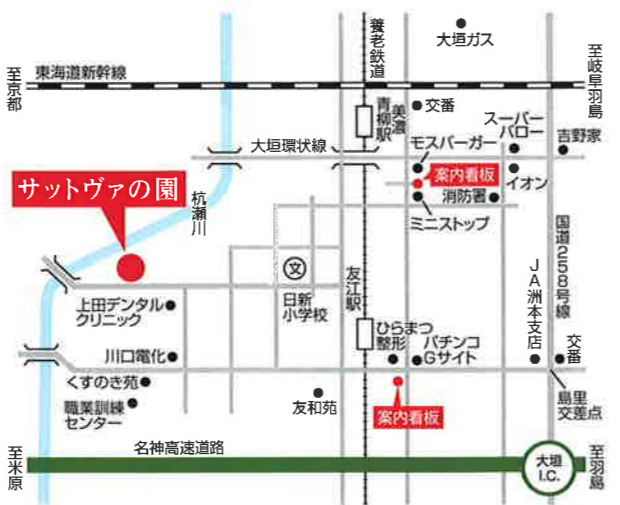 養老鉄道
大垣ガス
至岐阜羽島
至京都
東海道新幹線
美濃
青柳駅
交番
スーパー
バロー
吉野家
大垣環状線
モスバーガー
案内看板
イオン
消防署
ミニストップ
サットヴァの園
杭瀬川
国道258号線
文
日新
小学校
友江駅
JA洲本支店
上田デンタル
クリニック
ひらまつ
整形
パチンコ
Gサイト
交番
川口電化
くすのき苑
職業訓練
センター
友和苑
案内看板
島里
交差点
至米原
名神高速道路
大垣
I.C.
至羽島